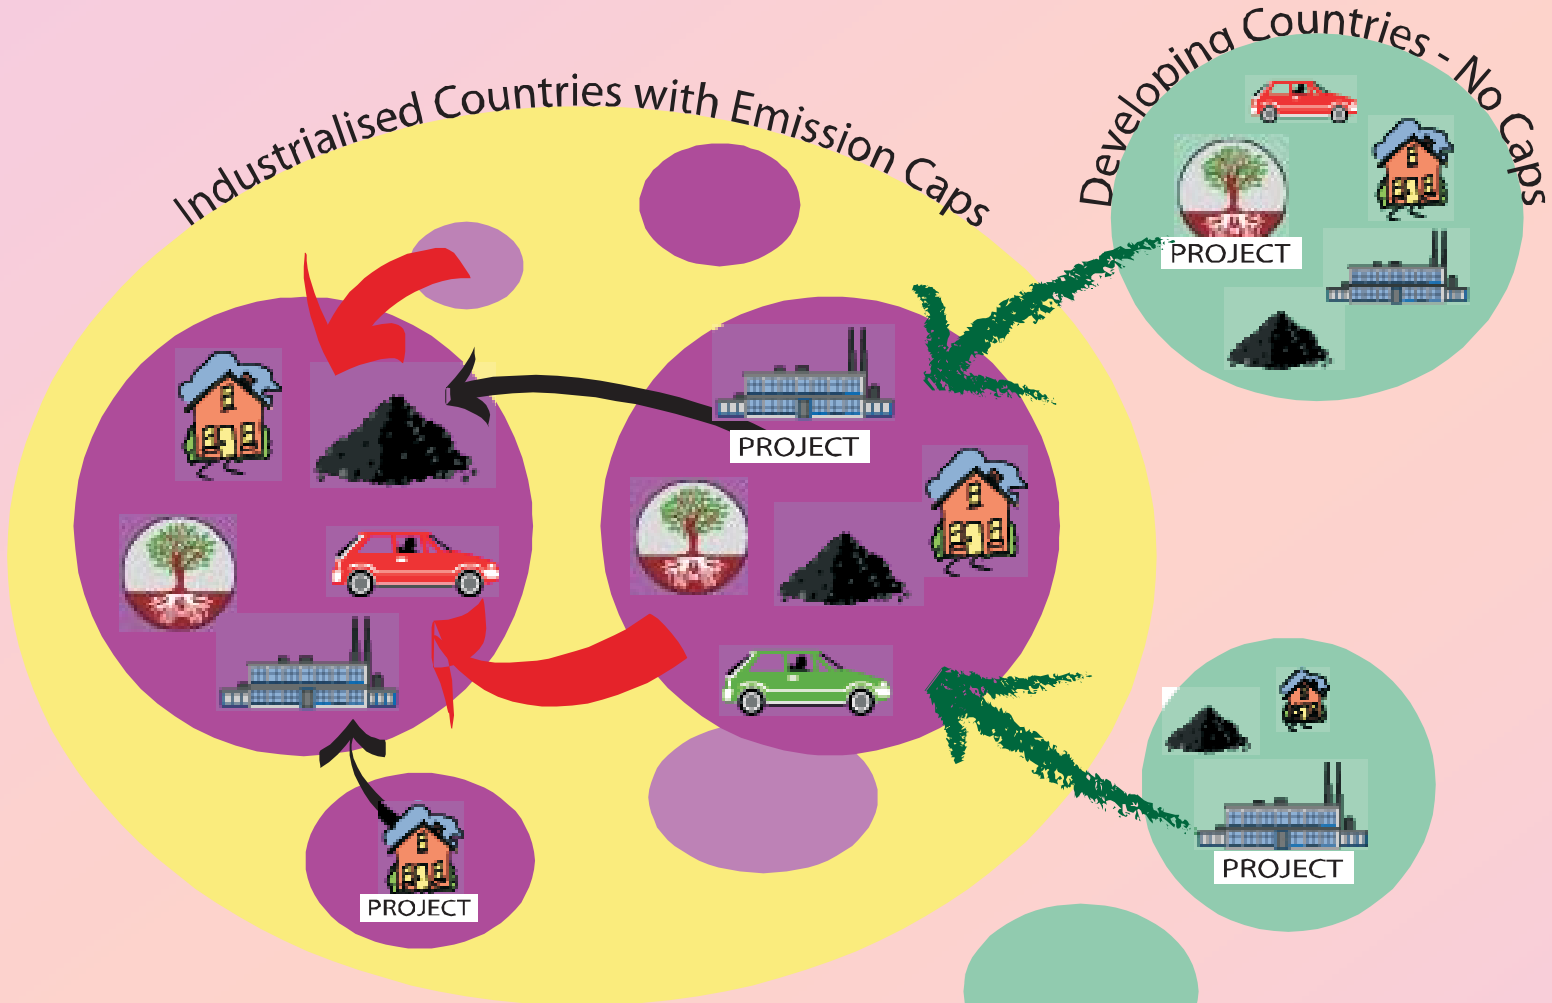 Industrialised Countries with Emission Caps
Developing Countries - No Caps
PROJECT
PROJECT
PROJECT
PROJECT